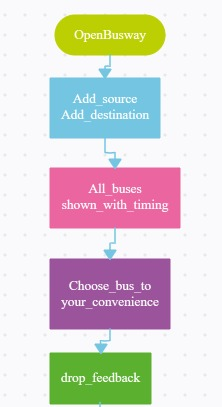 OpenBusway
Add_source
Add_destination
All_buses
shown_with_timing
Choose_bus_to
your_convenience
drop_feedback